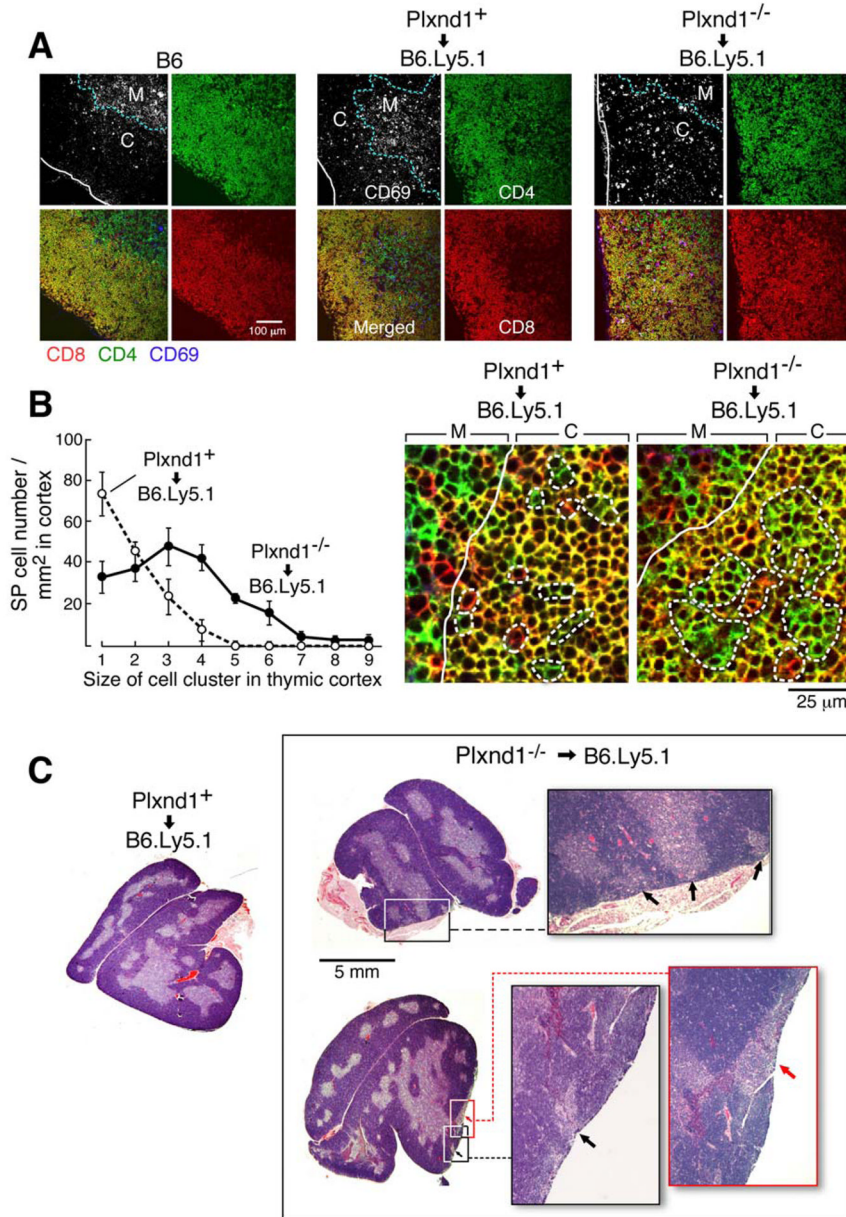 A
B6
Plxnd1+
B6.Ly5.1
Plxnd1-/-
B6.Ly5.1
M
C
M
C
CD69
CD4
M
C
100 μm
Merged
CD8
CD8 CD4 CD69
B
100
80
60
40
20
SP cell number /
mm2 in cortex
Plxnd1+
B6.Ly5.1
Plxnd1-/-
B6.Ly5.1
1 2 3 4 5 6 7 8 9
Size of cell cluster in thymic cortex
Plxnd1+
B6.Ly5.1
M C
Plxnd1-/-
B6.Ly5.1
M C
25 μm
C
Plxnd1+
B6.Ly5.1
Plxnd1-/- → B6.Ly5.1
5 mm